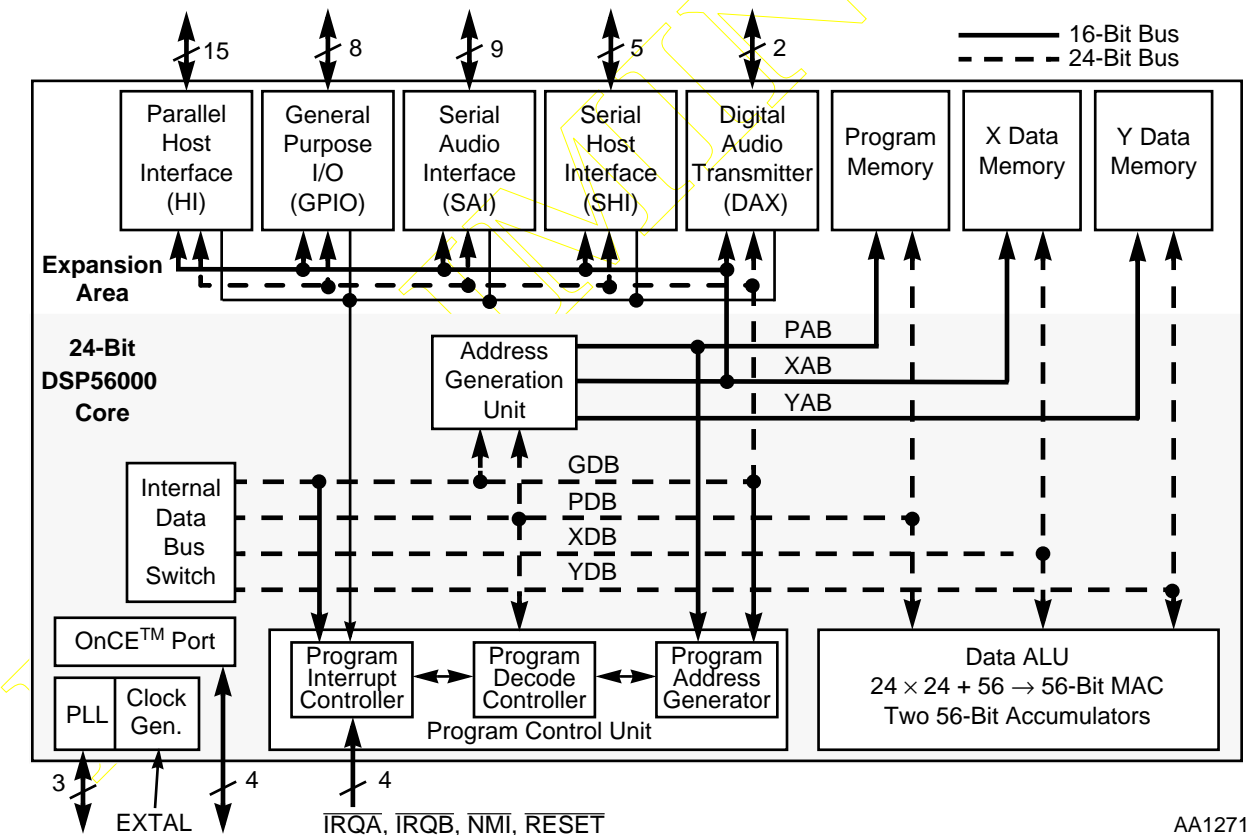 15
8
9
5
2
16-Bit Bus
24-Bit Bus
Parallel
Host
Interface
(HI)
General
Purpose
I/O
(GPIO)
Serial
Audio
Interface
(SAI)
Serial
Host
Interface
(SHI)
Digital
Audio
Transmitter
(DAX)
Program
Memory
X Data
Memory
Y Data
Memory
Expansion
Area
24-Bit
DSP56000
Core
Address
Generation
Unit
PAB
XAB
YAB
Internal
Data
Bus
Switch
GDB
PDB
XDB
YDB
OnCE™ Port
PLL
Clock
Gen.
Program
Interrupt
Controller
Program
Decode
Controller
Program
Address
Generator
Program Control Unit
Data ALU
24 × 24 + 56 → 56-Bit MAC
Two 56-Bit Accumulators
3
4
4
EXTAL
IRQA, IRQB, NMI, RESET
AA1271